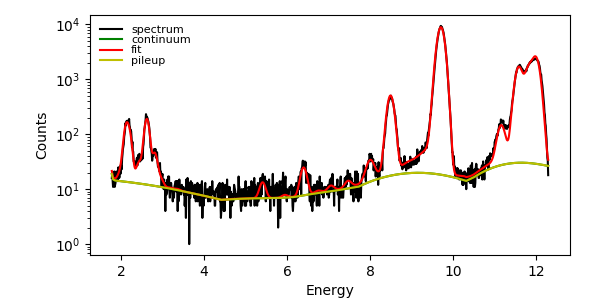 10⁴
10³
10²
10¹
10⁰
Counts
spectrum
continuum
fit
pileup
2 4 6 8 10 12
Energy